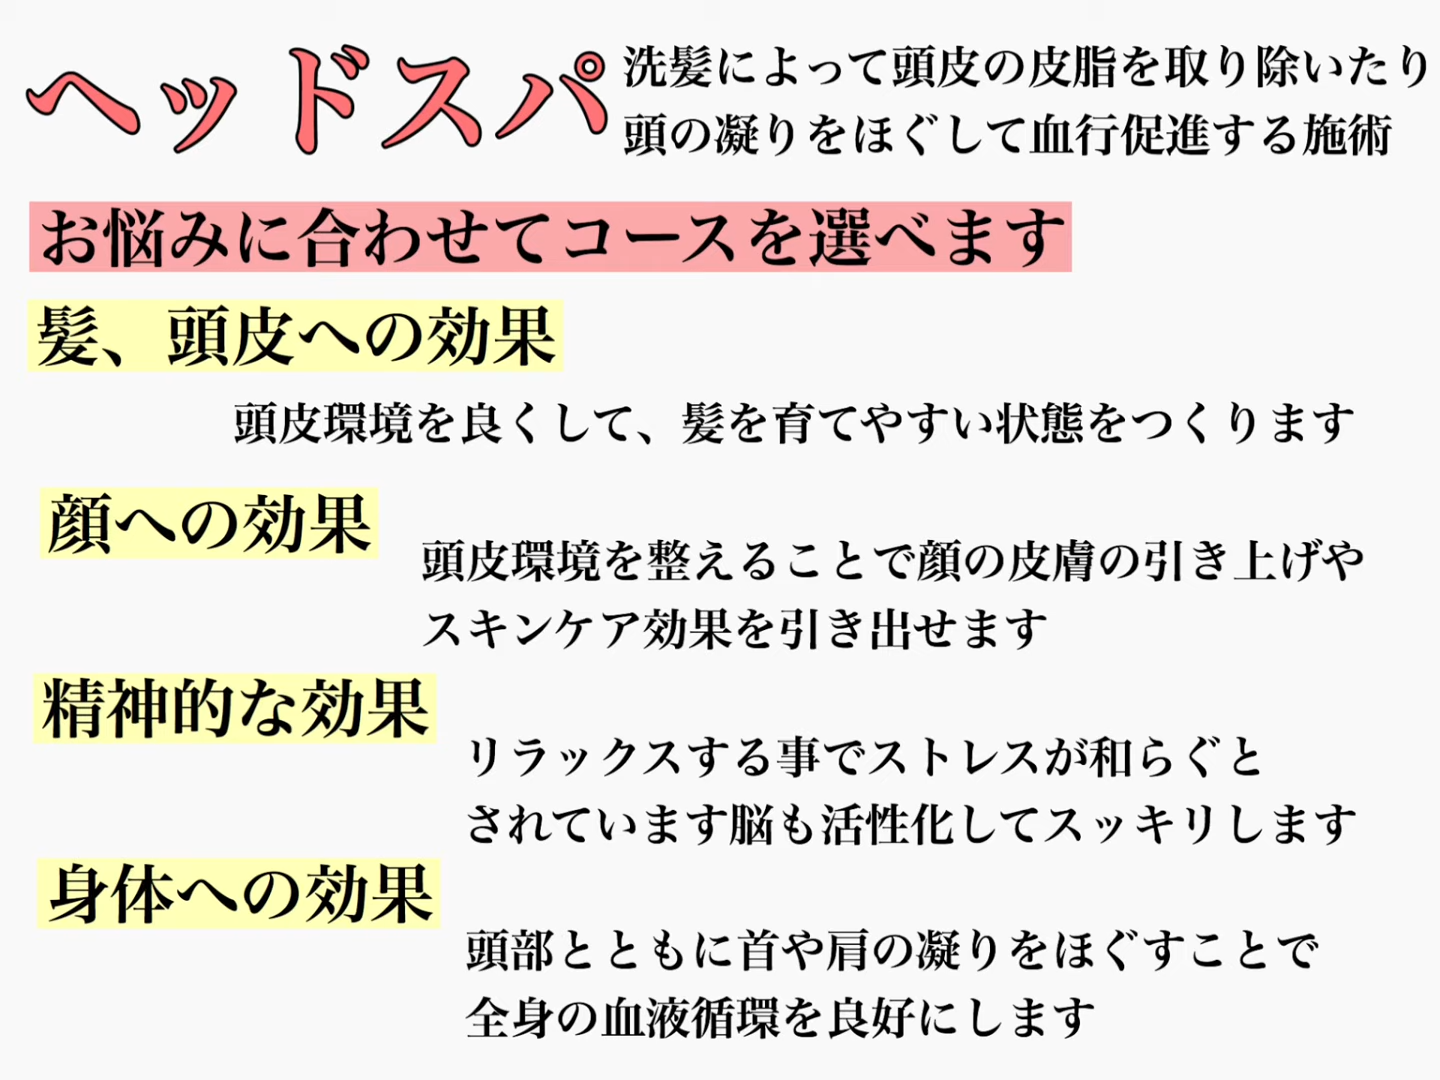 ヘッドスパ
洗髪によって頭皮の皮脂を取り除いたり
頭の凝りをほぐして血行促進する施術
お悩みに合わせてコースを選べます
髪、頭皮への効果
頭皮環境を良くして、髪を育てやすい状態をつくります
顔への効果
頭皮環境を整えることで顔の皮膚の引き上げや
スキンケア効果を引き出せます
精神的な効果
リラックスする事でストレスが和らぐと
されています脳も活性化してスッキリします
身体への効果
頭部とともに首や肩の凝りをほぐすことで
全身の血液循環を良好にします